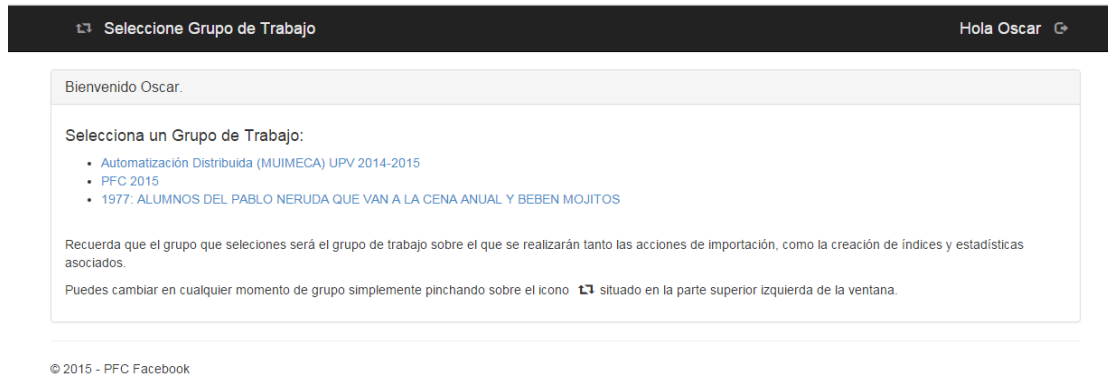 Seleccione Grupo de Trabajo
Hola Oscar
Bienvenido Oscar.
Selecciona un Grupo de Trabajo:
• Automatización Distribuida (MUIMECA) UPV 2014-2015
• PFC 2015
• 1977: ALUMNOS DEL PABLO NERUDA QUE VAN A LA CENA ANUAL Y BEBEN MOJITOS
Recuerda que el grupo que seleciones será el grupo de trabajo sobre el que se realizarán tanto las acciones de importación, como la creación de índices y estadísticas
asociados.
Puedes cambiar en cualquier momento de grupo simplemente pinchando sobre el icono situado en la parte superior izquierda de la ventana.
© 2015 - PFC Facebook